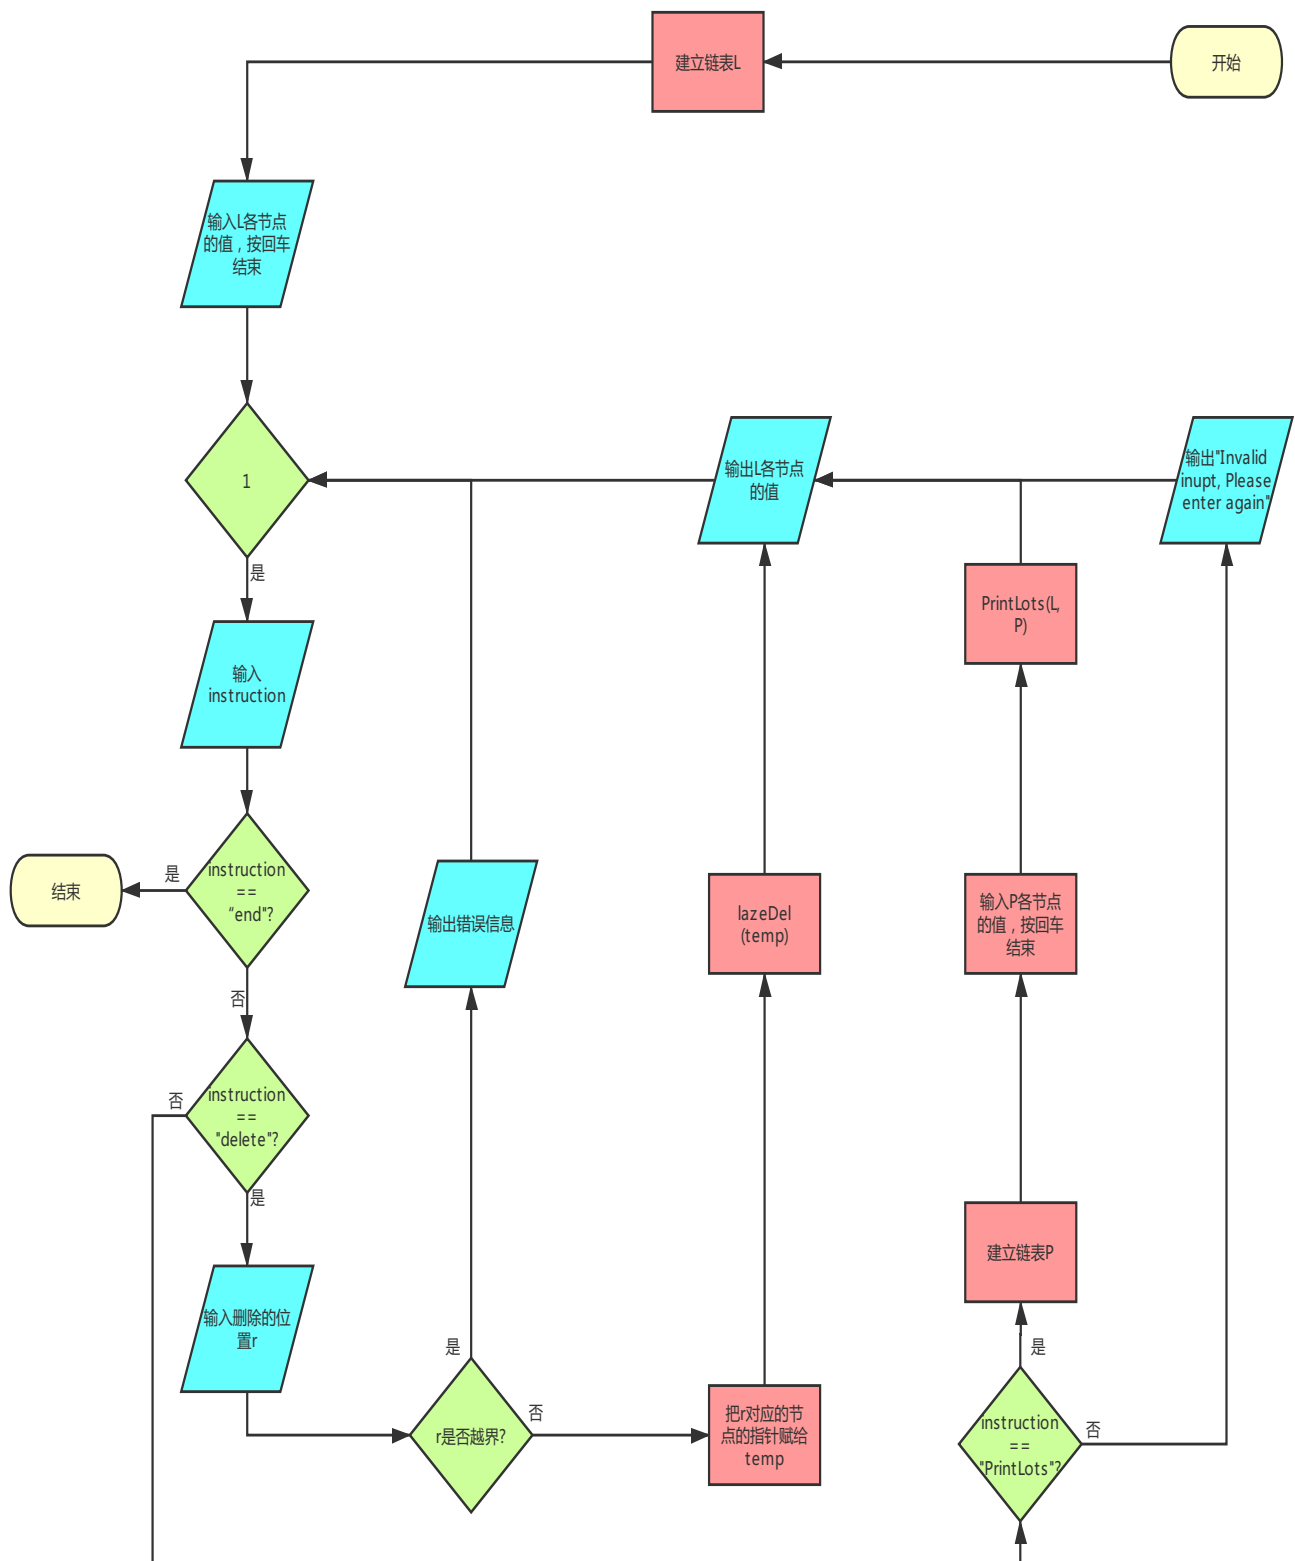 开始
建立链表L
输入L各节点
的值，按回车
结束
1
输出L各节点
的值
输出"Invalid
inupt, Please
enter again"
是
PrintLots(L,
P)
输入
instruction
instruction
==
“end"?
是
结束
否
输出错误信息
lazeDel
(temp)
输入P各节点
的值，按回车
结束
instruction
==
"delete"?
否
是
建立链表P
输入删除的位
置r
是
r是否越界?
否
把r对应的节
点的指针赋给
temp
是
instruction
==
"PrintLots"?
否